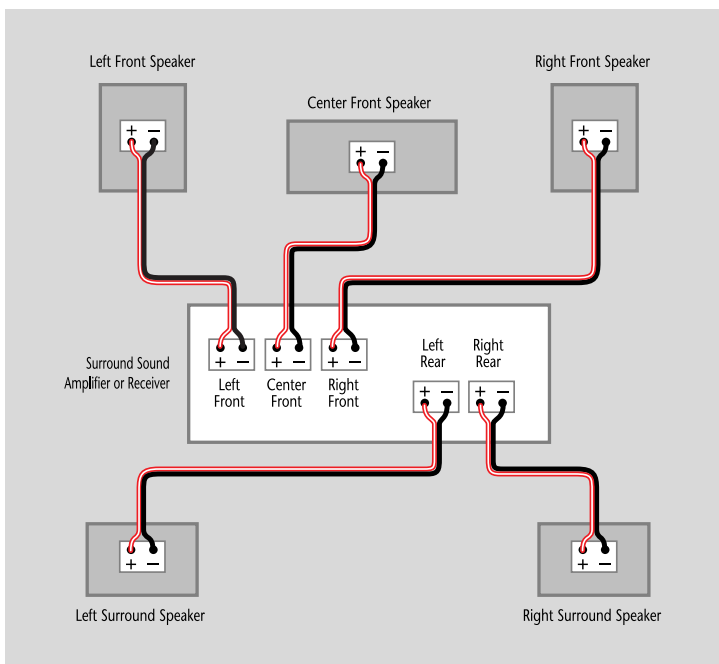 Left Front Speaker
Right Front Speaker
Center Front Speaker
+ −
+ −
+ −
Surround Sound
Amplifier or Receiver
+ −
+ −
+ −
Left
Front
Center
Front
Right
Front
Left
Rear
Right
Rear
+ −
+ −
+ −
+ −
Left Surround Speaker
Right Surround Speaker